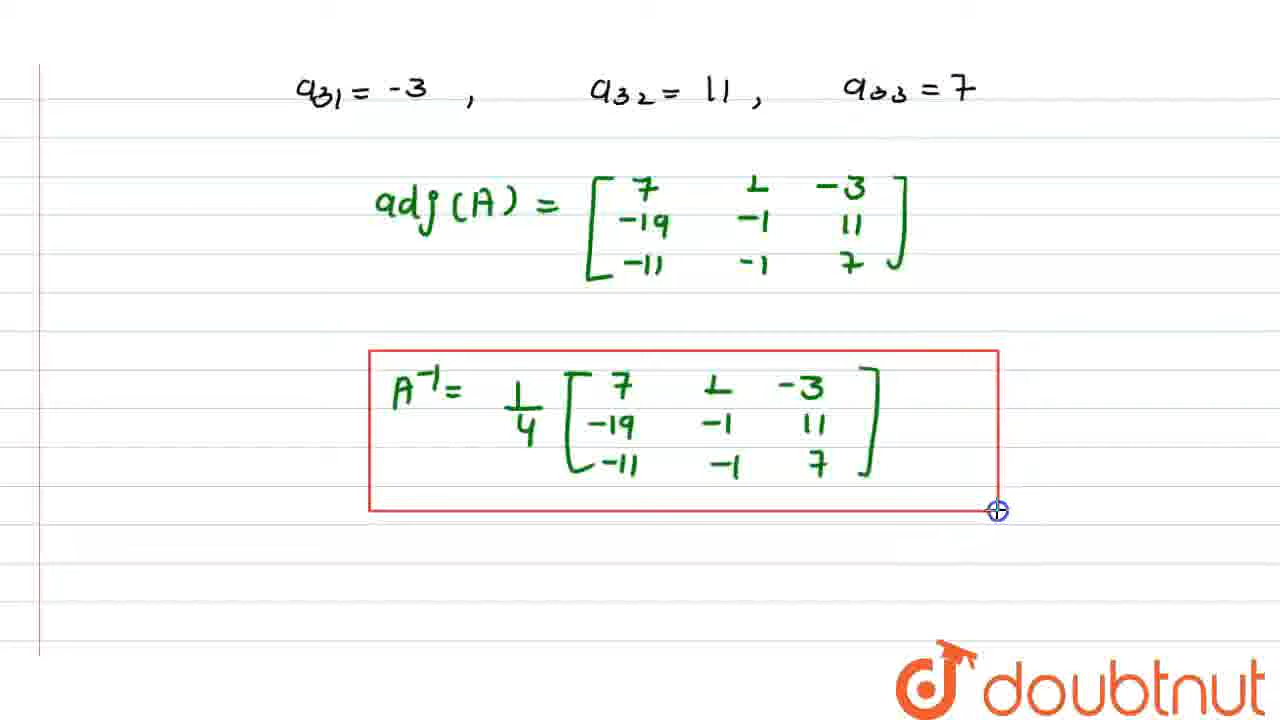 a31 = -3 , a32 = 11 , a33 = 7
adj(A) = [ 7 1 -3
-19 -1 11
-11 -1 7 ]
A⁻¹ = 1/4 [ 7 1 -3
-19 -1 11
-11 -1 7 ]
doubtnut